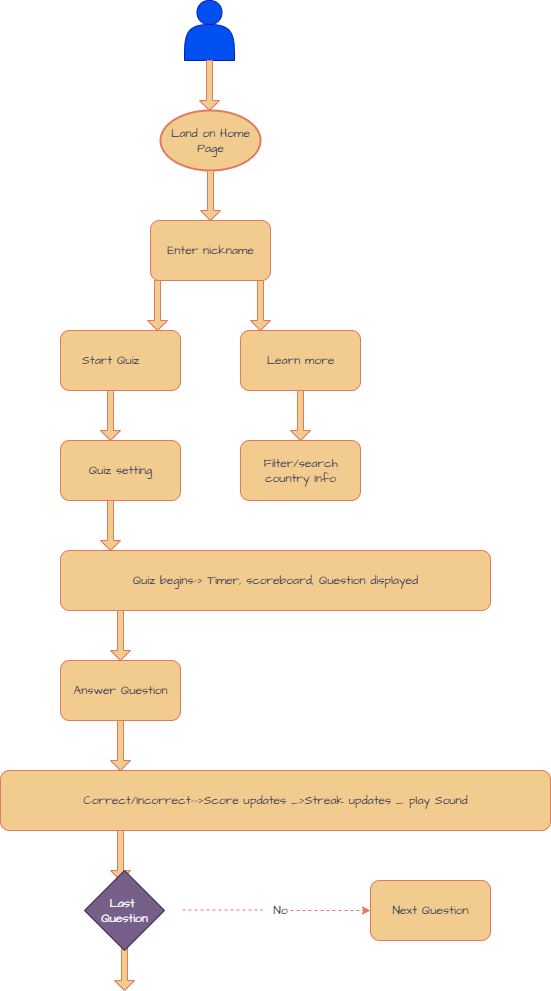 Land on Home
Page
Enter nickname
Start Quiz
Learn more
Quiz setting
Filter/search
country Info
Quiz begins-> Timer, scoreboard, Question displayed
Answer Question
Correct/Incorrect-->Score updates _>Streak updates _ play Sound
Last
Question
No
Next Question